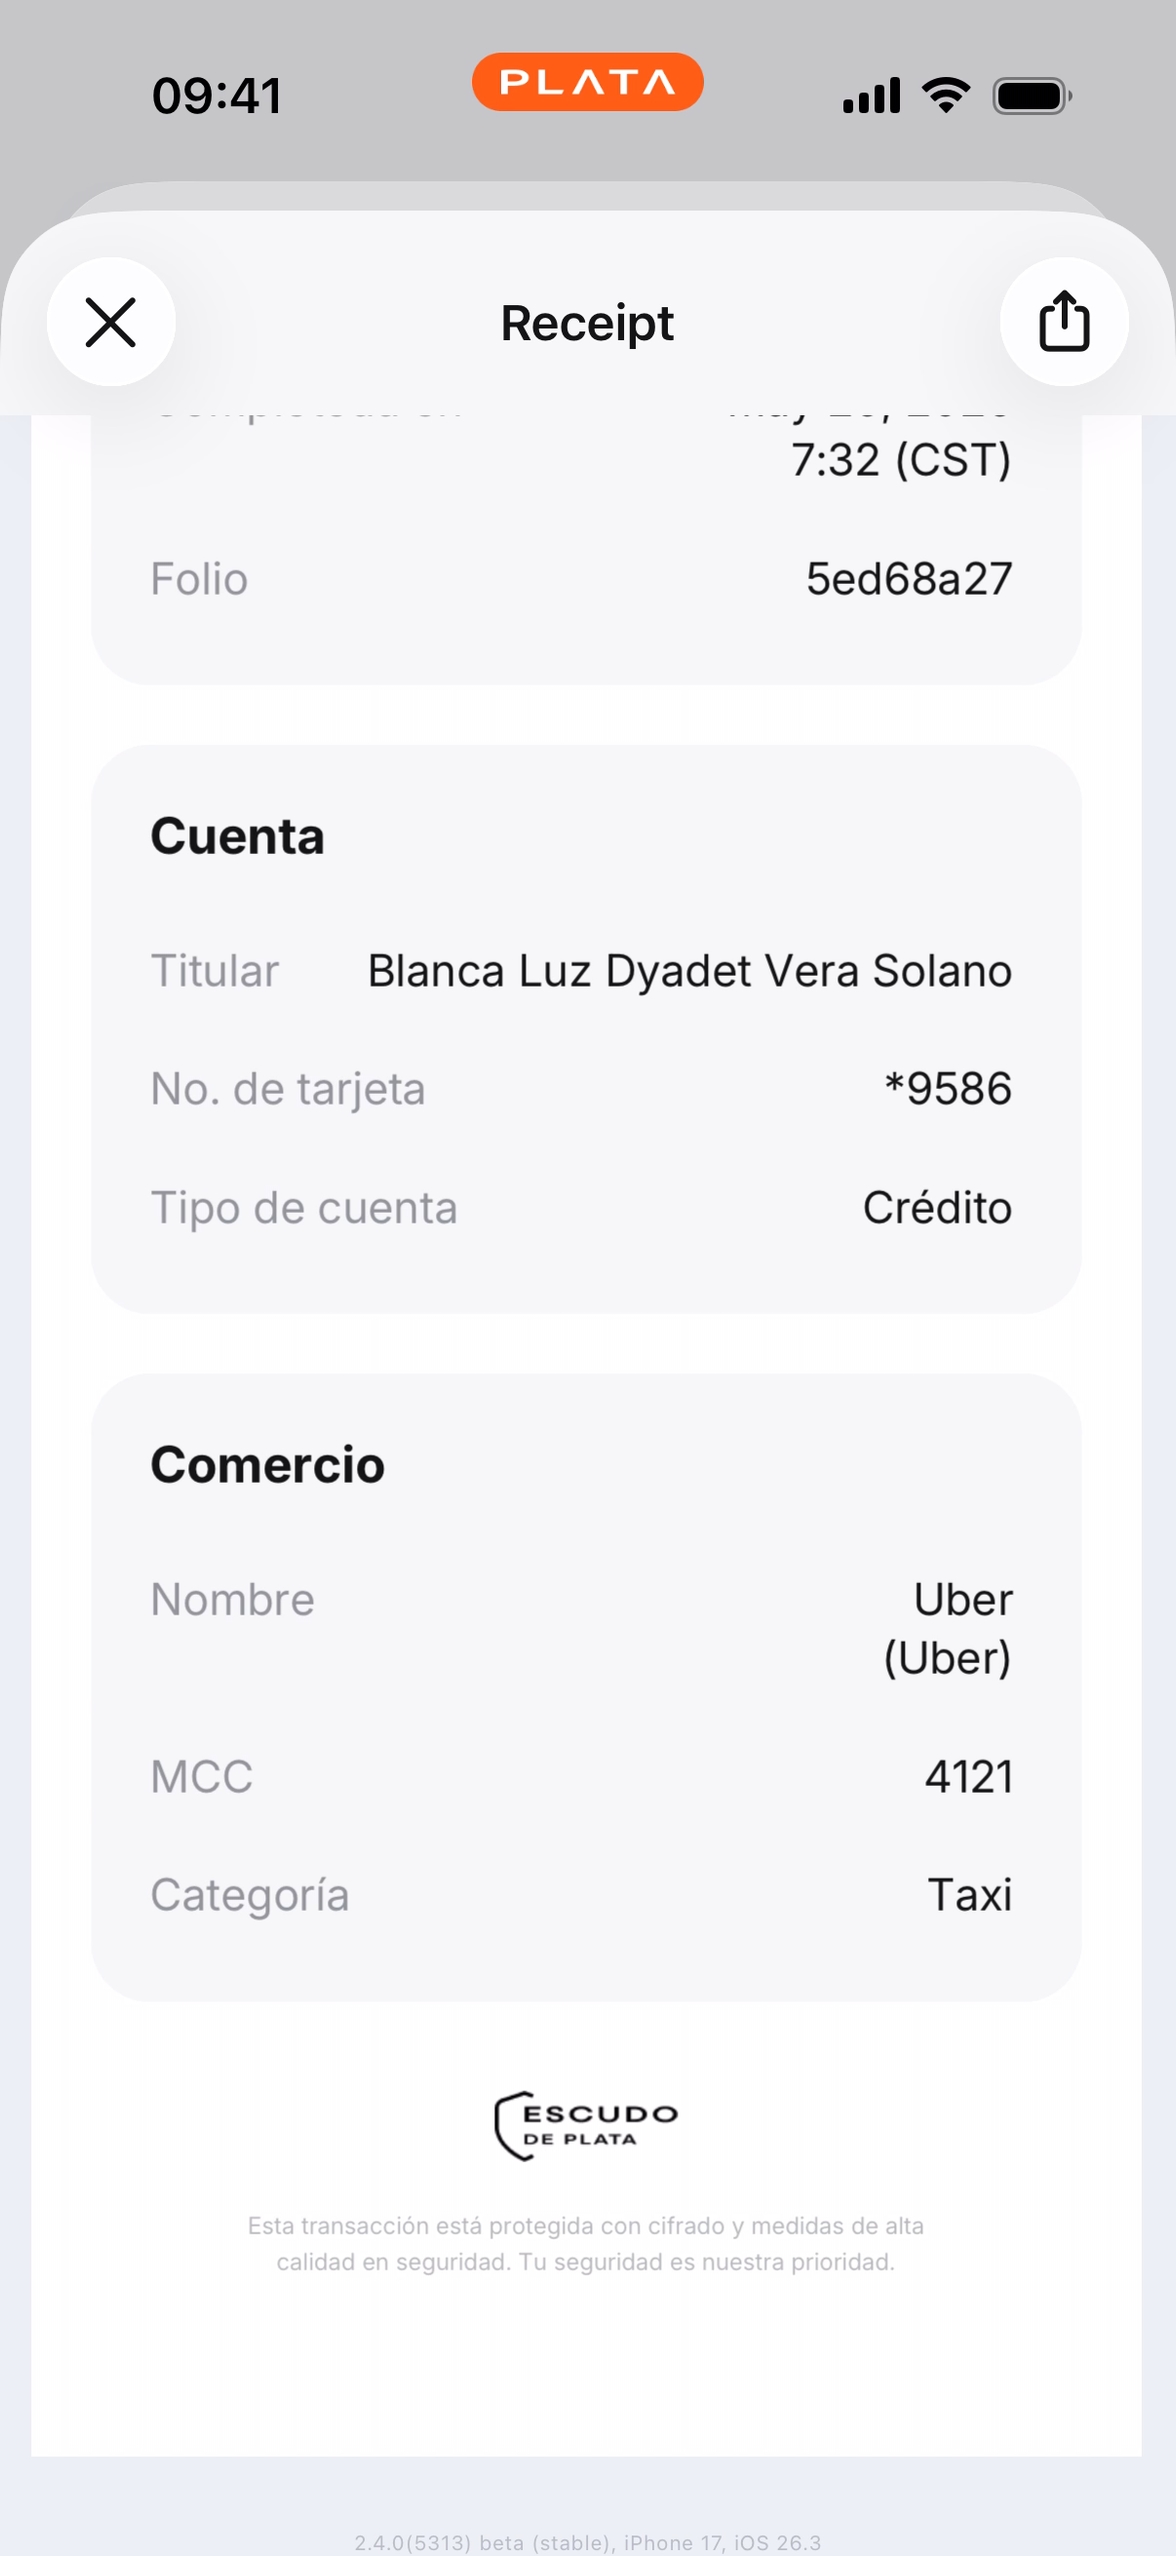 09:41
PLATA
Receipt
7:32 (CST)
Folio 5ed68a27
Cuenta
Titular Blanca Luz Dyadet Vera Solano
No. de tarjeta *9586
Tipo de cuenta Crédito
Comercio
Nombre Uber
(Uber)
MCC 4121
Categoría Taxi
ESCUDO
DE PLATA
Esta transacción está protegida con cifrado y medidas de alta
calidad en seguridad. Tu seguridad es nuestra prioridad.
2.4.0(5313) beta (stable), iPhone 17, iOS 26.3